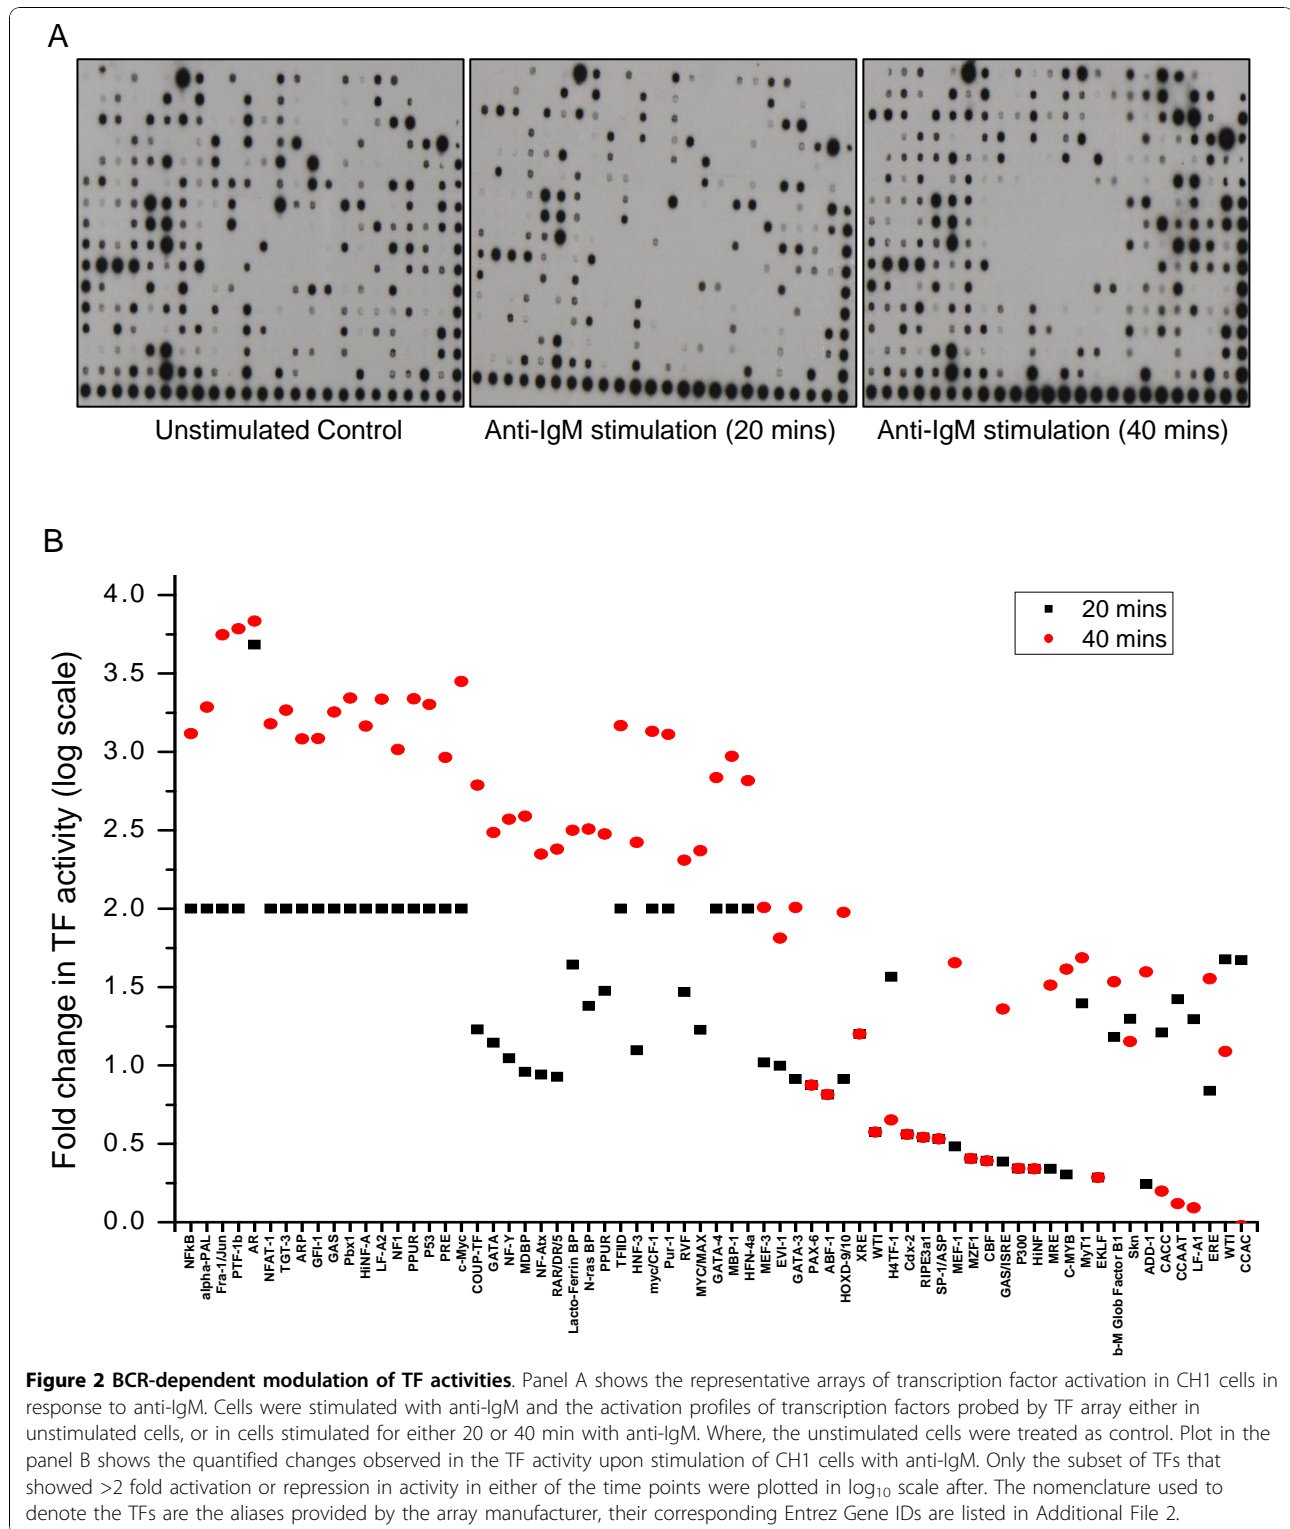 A
Unstimulated Control
Anti-IgM stimulation (20 mins)
Anti-IgM stimulation (40 mins)
B
Fold change in TF activity (log scale)
4.0
3.5
3.0
2.5
2.0
1.5
1.0
0.5
0.0
20 mins
40 mins
NFkB
alpha-PAL
Fra-1/Jun
PTF-1b
AR
NFAT-1
TGT-3
ARP
GFI-1
GAS
Pbx1
HiNF-A
LF-A2
NF1
PPUR
P53
PRE
c-Myc
COUP-TF
GATA
NF-Y
MDBP
NF-Atx
RAR/DR/5
Lacto-Ferrin BP
N-ras BP
PPUR
TFIID
HNF-3
myc/CF-1
Pur-1
RVF
MYC/MAX
GATA-4
MBP-1
HFN-4a
MEF-3
EVI-1
GATA-3
PAX-6
ABF-1
HOXD-9/10
XRE
WTI
H4TF-1
Cdx-2
RIPE3a1
SP-1/ASP
MEF-1
MZF1
CBF
GAS/ISRE
P300
HiNF
MRE
C-MYB
MyT1
EKLF
b-M Glob Factor B1
Skn
ADD-1
CACC
CCAAT
LF-A1
ERE
WTI
CCAC
Figure 2 BCR-dependent modulation of TF activities. Panel A shows the representative arrays of transcription factor activation in CH1 cells in
response to anti-IgM. Cells were stimulated with anti-IgM and the activation profiles of transcription factors probed by TF array either in
unstimulated cells, or in cells stimulated for either 20 or 40 min with anti-IgM. Where, the unstimulated cells were treated as control. Plot in the
panel B shows the quantified changes observed in the TF activity upon stimulation of CH1 cells with anti-IgM. Only the subset of TFs that
showed >2 fold activation or repression in activity in either of the time points were plotted in log10 scale after. The nomenclature used to
denote the TFs are the aliases provided by the array manufacturer, their corresponding Entrez Gene IDs are listed in Additional File 2.